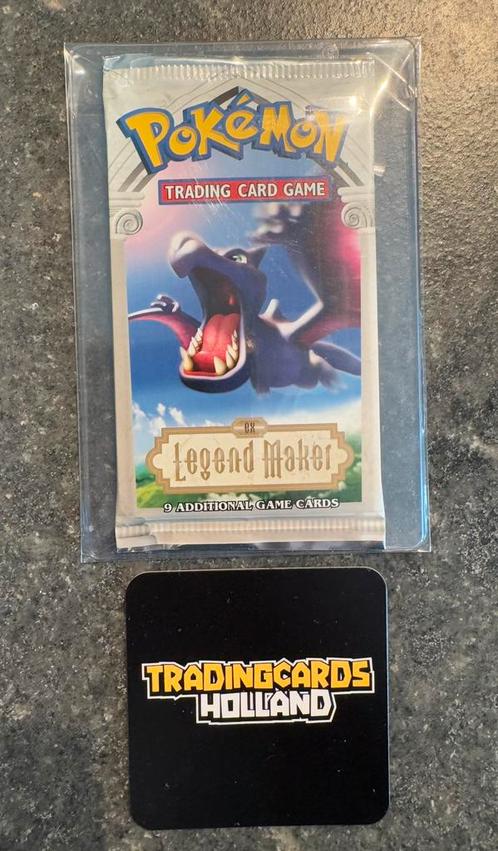 POKéMON
TRADING CARD GAME
ex
Legend Maker
9 ADDITIONAL GAME CARDS
TRADINGCARDS
HOLLAND